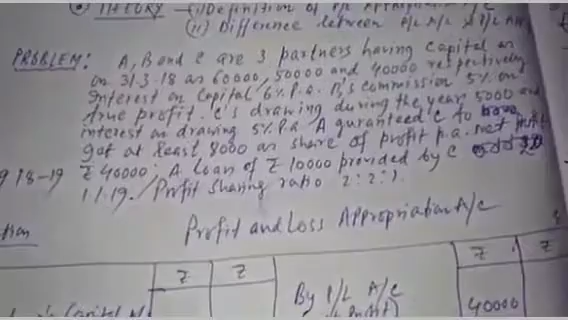 THEORY - (i) Definition of P/L Appropriation A/C
(ii) Difference between P/L A/C & P/L App
PROBLEM: A, B and C are 3 partners having Capital as
on 31.3.18 as 60000, 50000 and 40000 respectively
Interest on Capital 6% p.a. B's commission 5% on
true profit. C's drawing during the year 5000 and
interest on drawing 5% p.a. A guranteed C to
get at least 8000 as share of profit p.a. net
18-19 ₹ 40000. A Loan of ₹ 10000 provided by C
1.1.19. Profit Sharing ratio 2:2:1.
Profit and Loss Appropriation A/c
₹ ₹ ₹ ₹
Capital A/c
By P/L A/C
40000